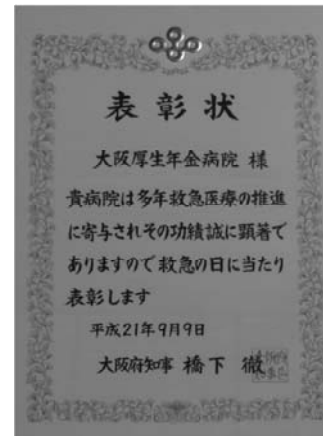 表彰状
大阪厚生年金病院 様
貴病院は多年救急医療の推進
に寄与されその功績誠に顕著で
ありますので救急の日に当たり
表彰します
平成21年9月9日
大阪府知事 橋下 徹